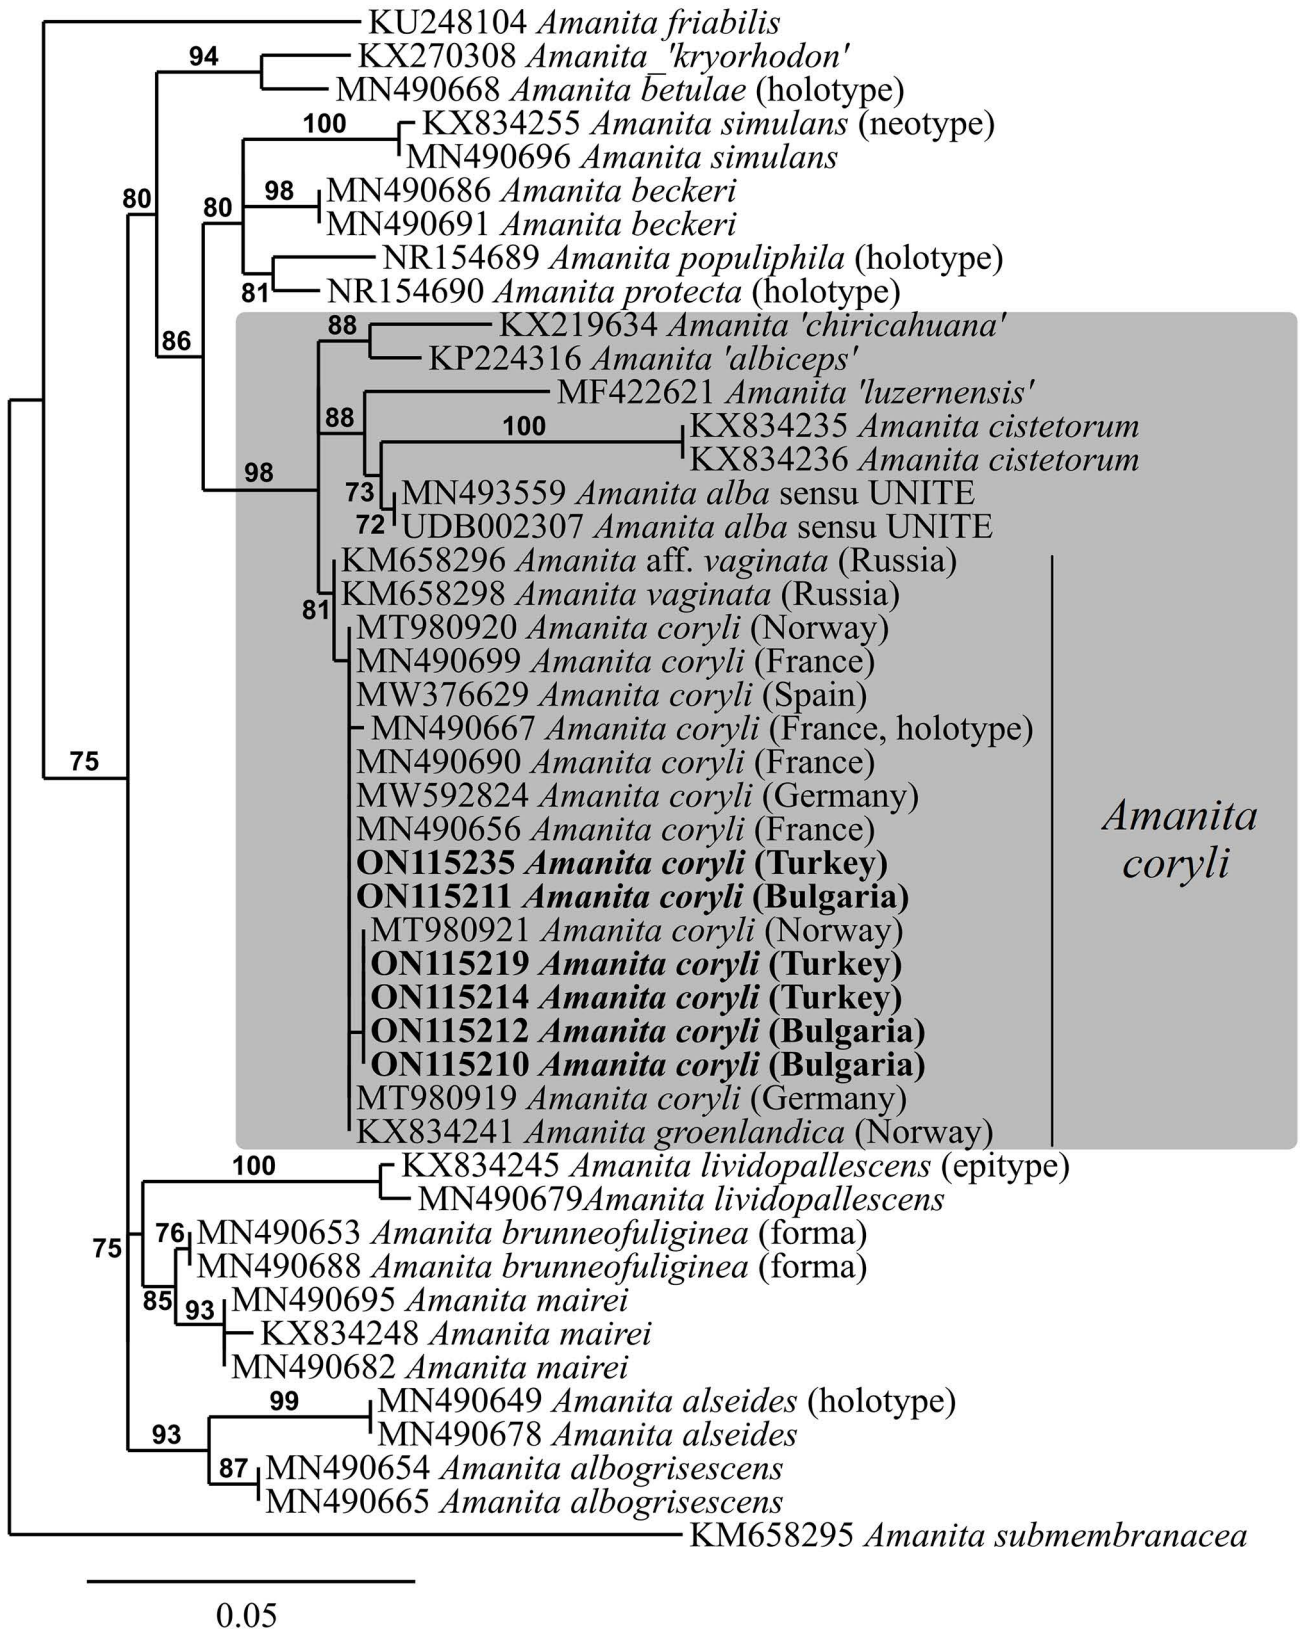 KU248104 Amanita friabilis
94
KX270308 Amanita_'kryorhodon'
MN490668 Amanita betulae (holotype)
100
KX834255 Amanita simulans (neotype)
MN490696 Amanita simulans
80
80
98
MN490686 Amanita beckeri
MN490691 Amanita beckeri
NR154689 Amanita populiphila (holotype)
81
NR154690 Amanita protecta (holotype)
86
88
KX219634 Amanita 'chiricahuana'
KP224316 Amanita 'albiceps'
MF422621 Amanita 'luzernensis'
88
100
KX834235 Amanita cistetorum
KX834236 Amanita cistetorum
98
73
MN493559 Amanita alba sensu UNITE
72
UDB002307 Amanita alba sensu UNITE
KM658296 Amanita aff. vaginata (Russia)
81
KM658298 Amanita vaginata (Russia)
MT980920 Amanita coryli (Norway)
MN490699 Amanita coryli (France)
MW376629 Amanita coryli (Spain)
MN490667 Amanita coryli (France, holotype)
75
MN490690 Amanita coryli (France)
MW592824 Amanita coryli (Germany)
MN490656 Amanita coryli (France)
Amanita
coryli
ON115235 Amanita coryli (Turkey)
ON115211 Amanita coryli (Bulgaria)
MT980921 Amanita coryli (Norway)
ON115219 Amanita coryli (Turkey)
ON115214 Amanita coryli (Turkey)
ON115212 Amanita coryli (Bulgaria)
ON115210 Amanita coryli (Bulgaria)
MT980919 Amanita coryli (Germany)
KX834241 Amanita groenlandica (Norway)
100
KX834245 Amanita lividopallescens (epitype)
MN490679Amanita lividopallescens
75
76
MN490653 Amanita brunneofuliginea (forma)
MN490688 Amanita brunneofuliginea (forma)
85
93
MN490695 Amanita mairei
KX834248 Amanita mairei
MN490682 Amanita mairei
99
MN490649 Amanita alseides (holotype)
93
MN490678 Amanita alseides
87
MN490654 Amanita albogrisescens
MN490665 Amanita albogrisescens
KM658295 Amanita submembranacea
0.05